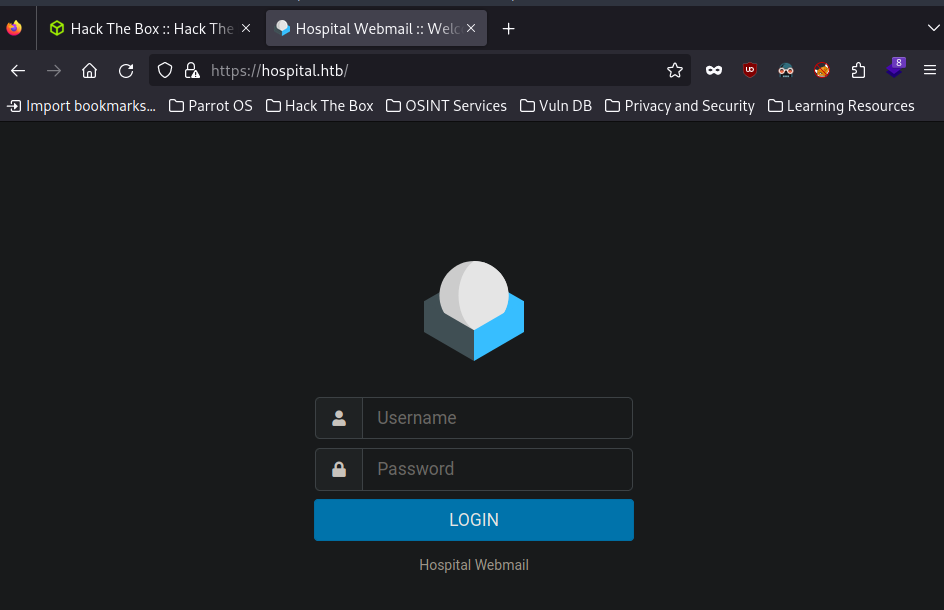 Hack The Box :: Hack The
Hospital Webmail :: Welc
https://hospital.htb/
UD
8
Import bookmarks...
Parrot OS
Hack The Box
OSINT Services
Vuln DB
Privacy and Security
Learning Resources
Username
Password
LOGIN
Hospital Webmail